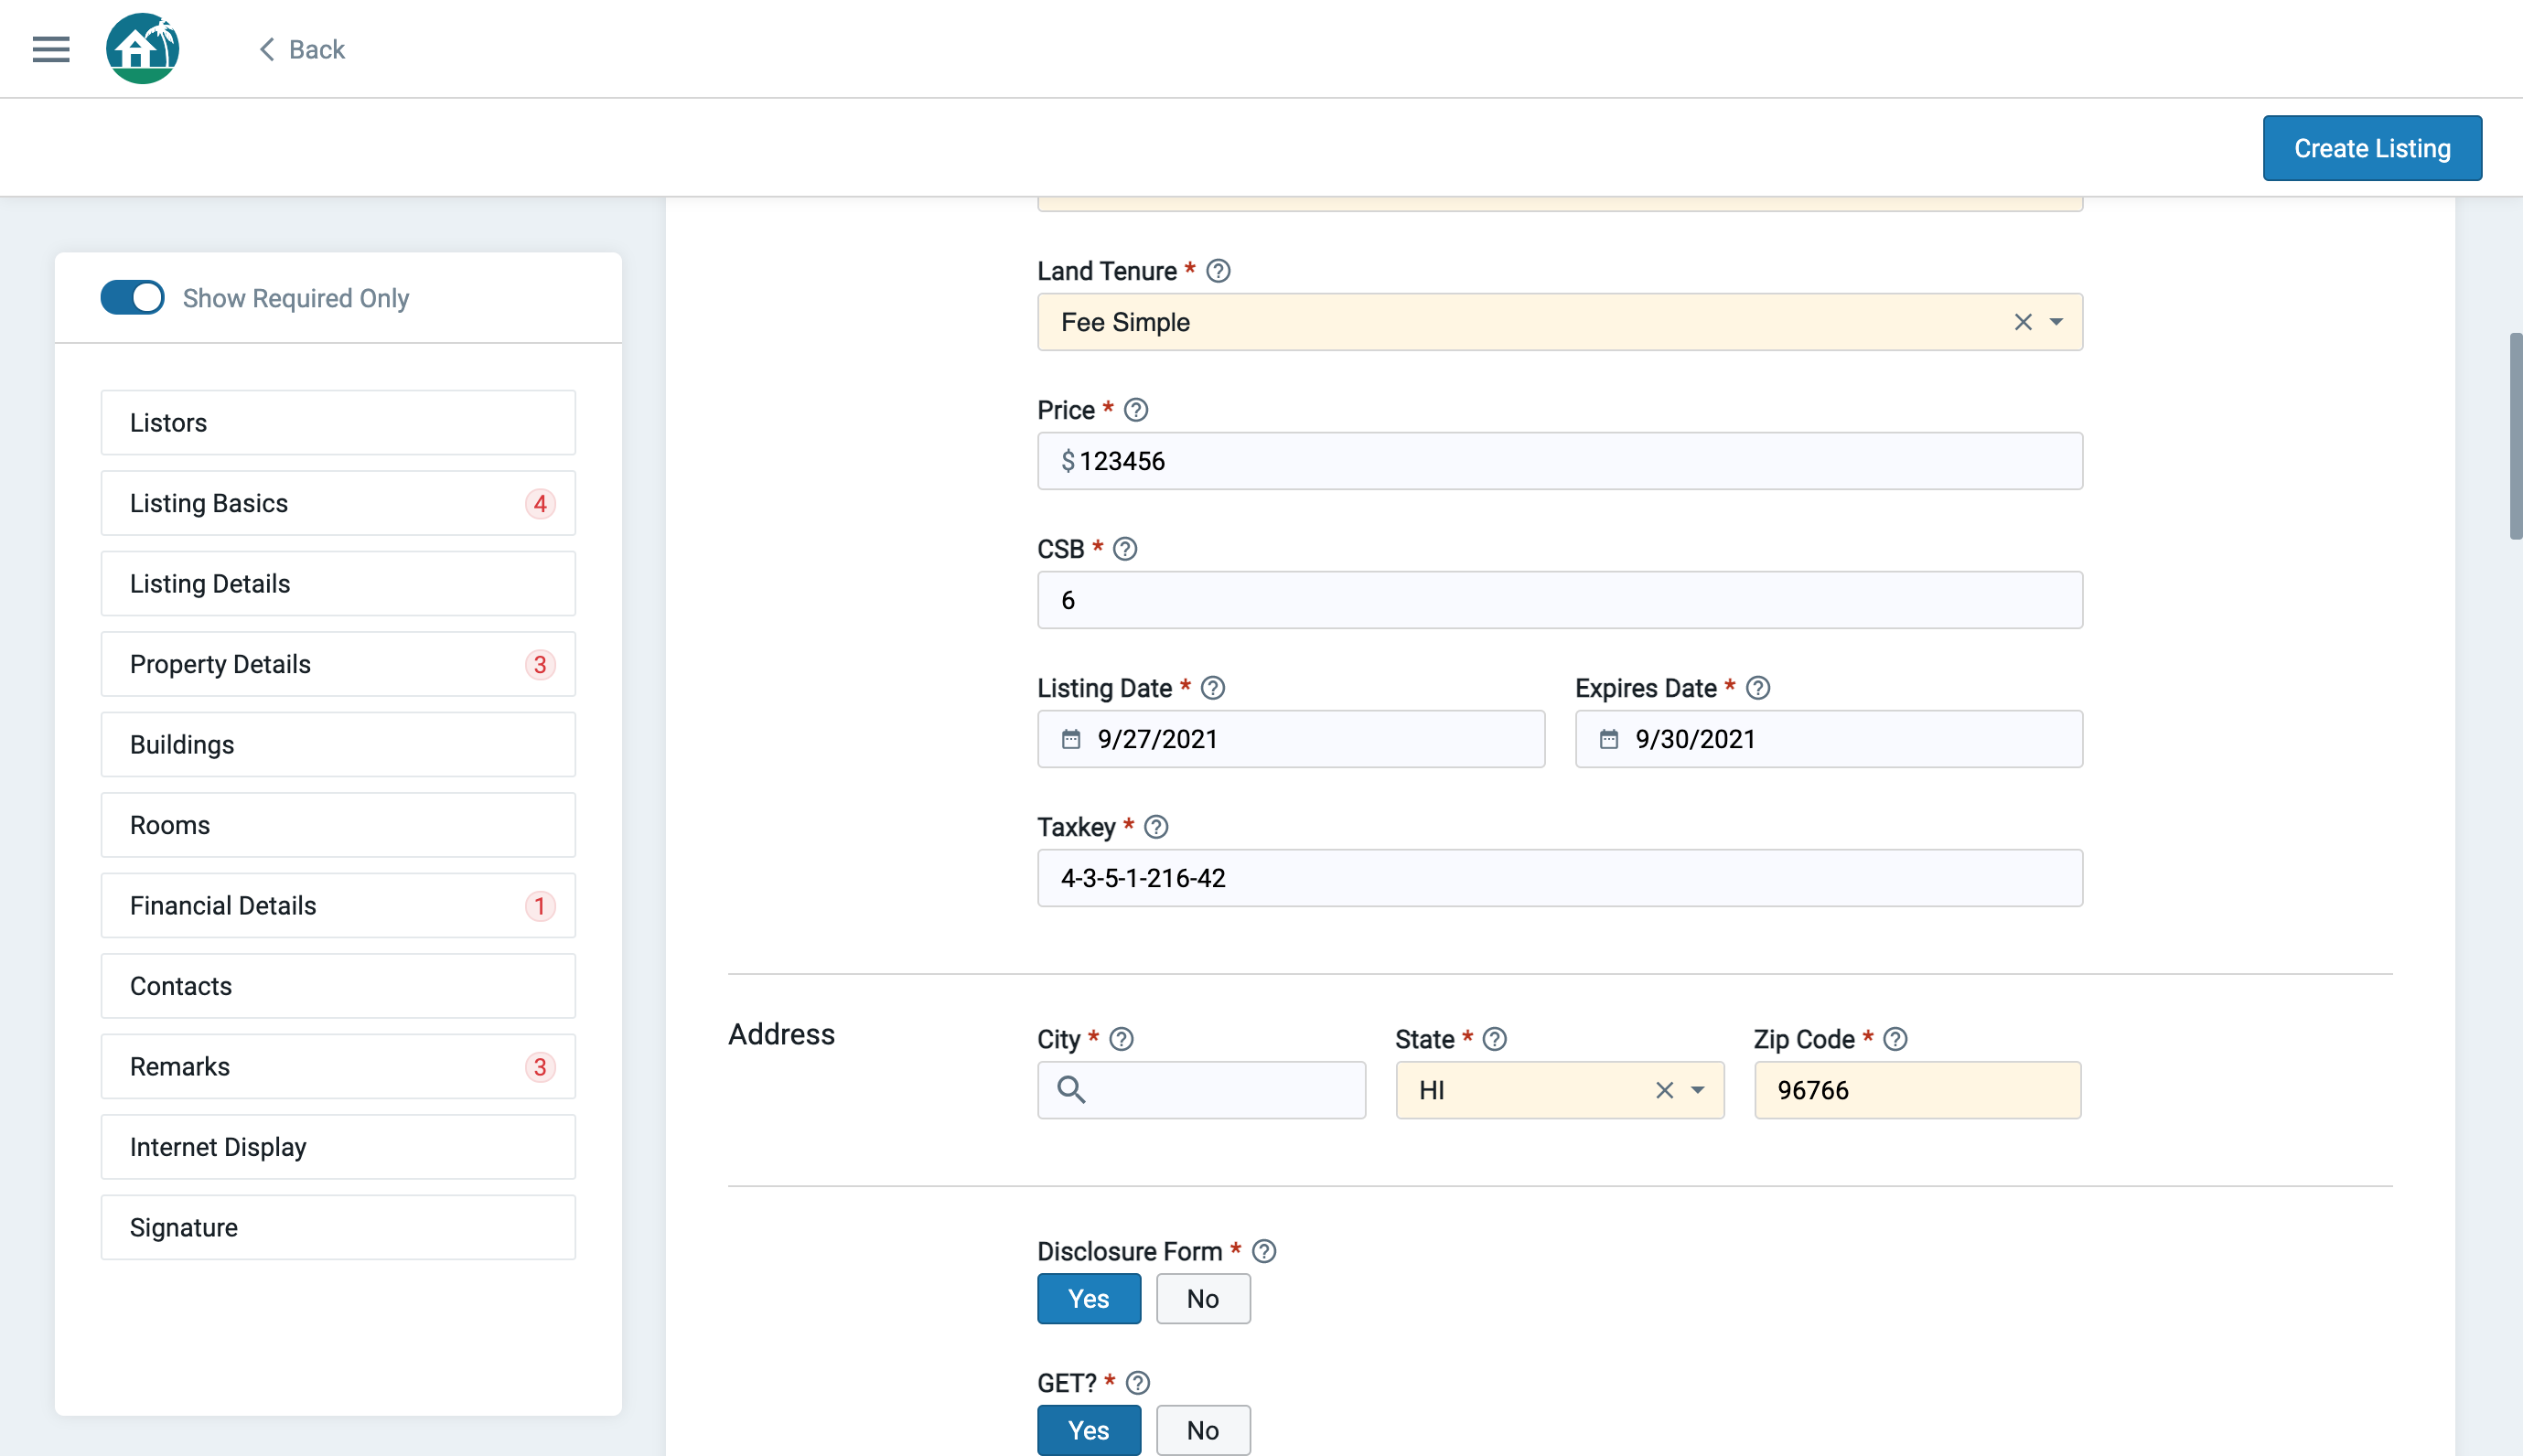 Back
Create Listing
Show Required Only
Listors
Listing Basics 4
Listing Details
Property Details 3
Buildings
Rooms
Financial Details 1
Contacts
Remarks 3
Internet Display
Signature
Land Tenure * ?
Fee Simple
Price * ?
$ 123456
CSB * ?
6
Listing Date * ? Expires Date * ?
9/27/2021 9/30/2021
Taxkey * ?
4-3-5-1-216-42
Address
City * ? State * ? Zip Code * ?
HI 96766
Disclosure Form * ?
Yes No
GET? * ?
Yes No